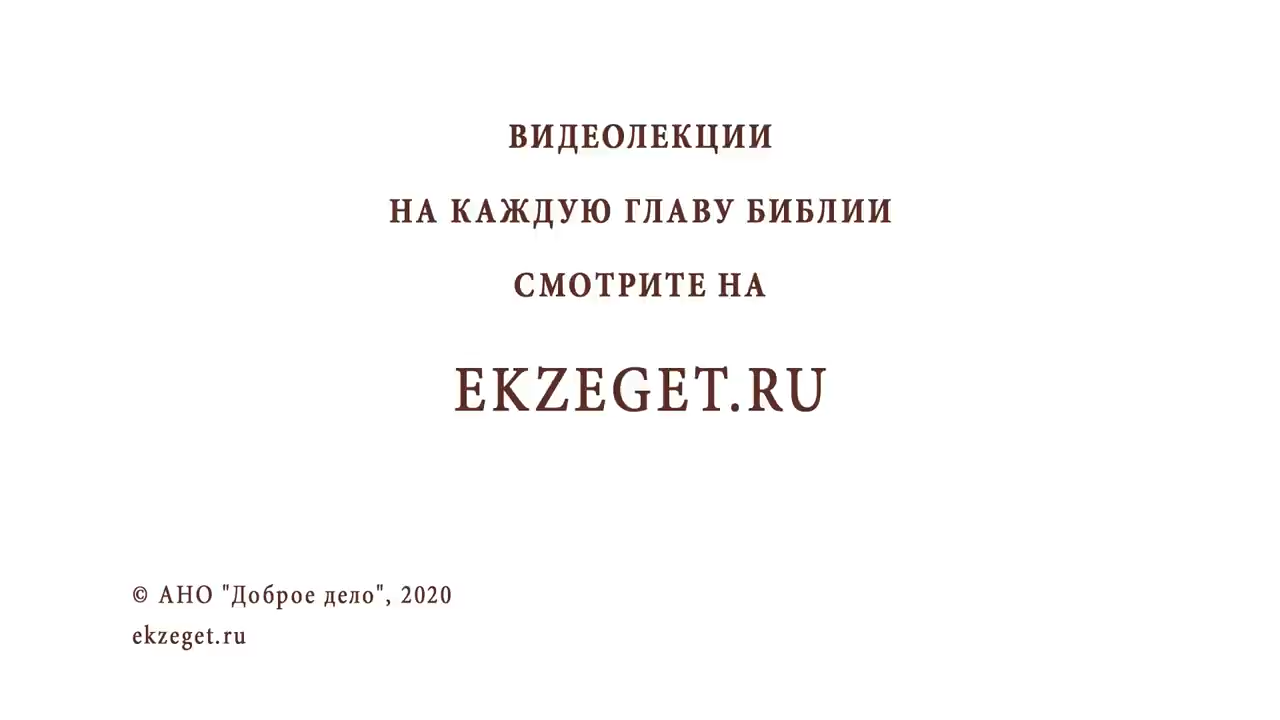 ВИДЕОЛЕКЦИИ
НА КАЖДУЮ ГЛАВУ БИБЛИИ
СМОТРИТЕ НА
EKZEGET.RU
© АНО "Доброе дело", 2020
ekzeget.ru